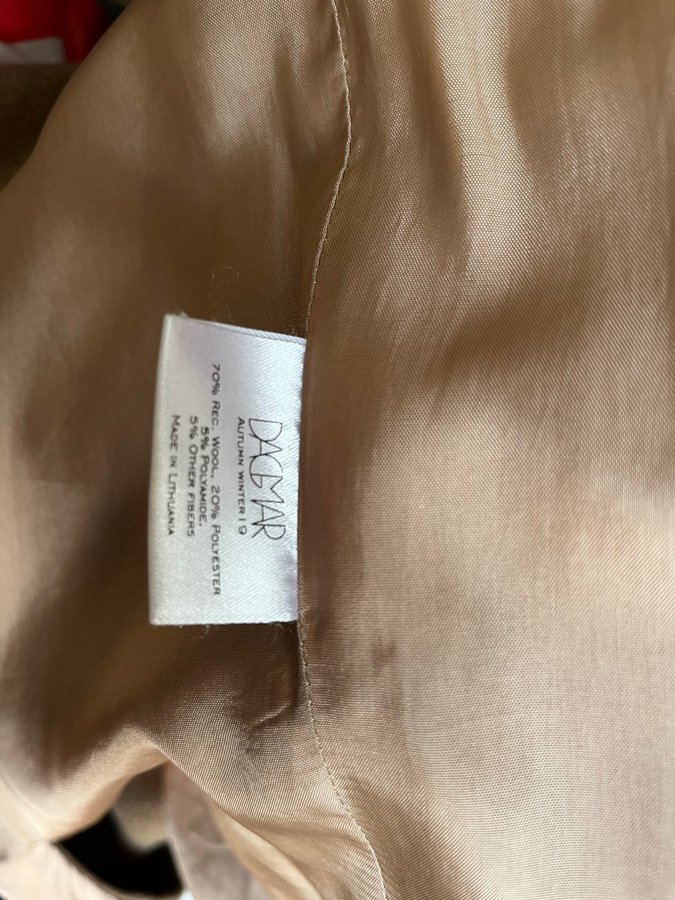 DAGMAR
AUTUMN WINTER 19
70% REC. WOOL, 20% POLYESTER
5% POLYAMIDE,
5% OTHER FIBERS
MADE IN LITHUANIA